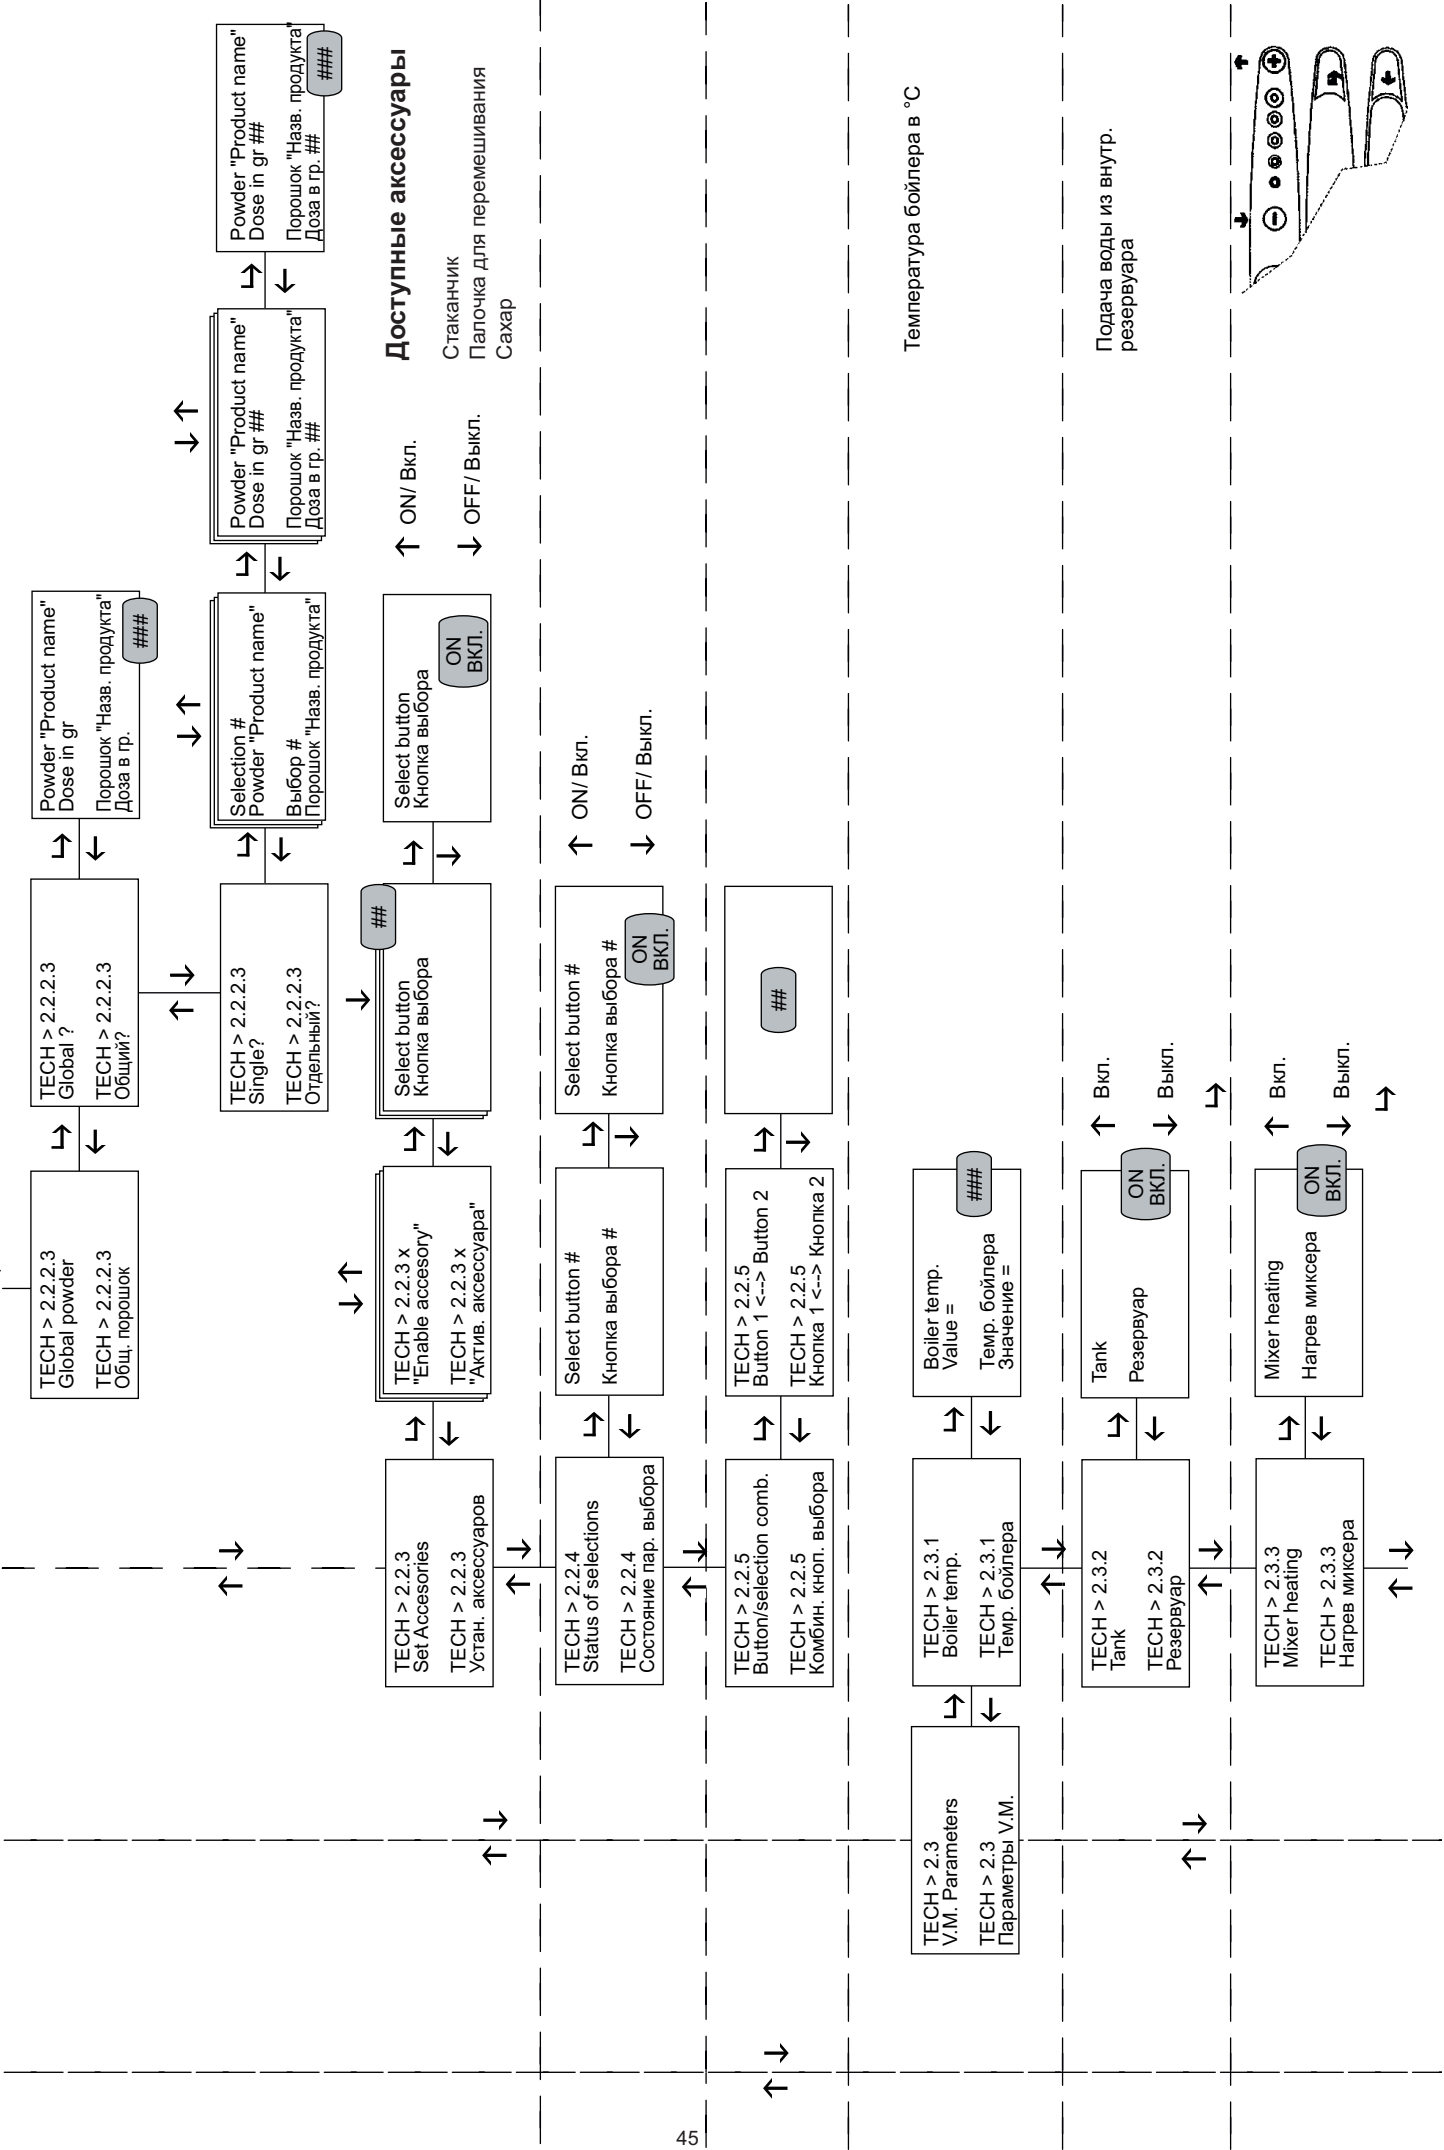 TECH > 2.2.2.3
Global powder
TECH > 2.2.2.3
Общ. порошок
TECH > 2.2.2.3
Global ?
TECH > 2.2.2.3
Общий?
Powder "Product name"
Dose in gr
Порошок "Назв. продукта"
Доза в гр.
###
TECH > 2.2.2.3
Single?
TECH > 2.2.2.3
Отдельный?
Selection #
Powder "Product name"
Выбор #
Порошок "Назв. продукта"
Powder "Product name"
Dose in gr ##
Порошок "Назв. продукта"
Доза в гр. ##
Powder "Product name"
Dose in gr ##
Порошок "Назв. продукта"
Доза в гр. ##
###
TECH > 2.2.3
Set Accesories
TECH > 2.2.3
Устан. аксессуаров
TECH > 2.2.3 x
"Enable accesory"
TECH > 2.2.3 x
"Актив. аксессуара"
##
Select button
Кнопка выбора
Select button
Кнопка выбора
ON
ВКЛ.
↑ ON/ Вкл.
↓ OFF/ Выкл.
Доступные аксессуары
Стаканчик
Палочка для перемешивания
Сахар
TECH > 2.2.4
Status of selections
TECH > 2.2.4
Состояние пар. выбора
Select button #
Кнопка выбора #
Select button #
Кнопка выбора #
ON
ВКЛ.
↑ ON/ Вкл.
↓ OFF/ Выкл.
TECH > 2.2.5
Button/selection comb.
TECH > 2.2.5
Комбин. кноп. выбора
TECH > 2.2.5
Button 1 <--> Button 2
TECH > 2.2.5
Кнопка 1 <--> Кнопка 2
##
TECH > 2.3
V.M. Parameters
TECH > 2.3
Параметры V.M.
TECH > 2.3.1
Boiler temp.
TECH > 2.3.1
Темр. бойлера
Boiler temp.
Value =
Темр. бойлера
Значение =
###
Температура бойлера в °C
TECH > 2.3.2
Tank
TECH > 2.3.2
Резервуар
Tank
Резервуар
ON
ВКЛ.
↑ Вкл.
↓ Выкл.
Подача воды из внутр.
резервуара
TECH > 2.3.3
Mixer heating
TECH > 2.3.3
Нагрев миксера
Mixer heating
Нагрев миксера
ON
ВКЛ.
↑ Вкл.
↓ Выкл.
45